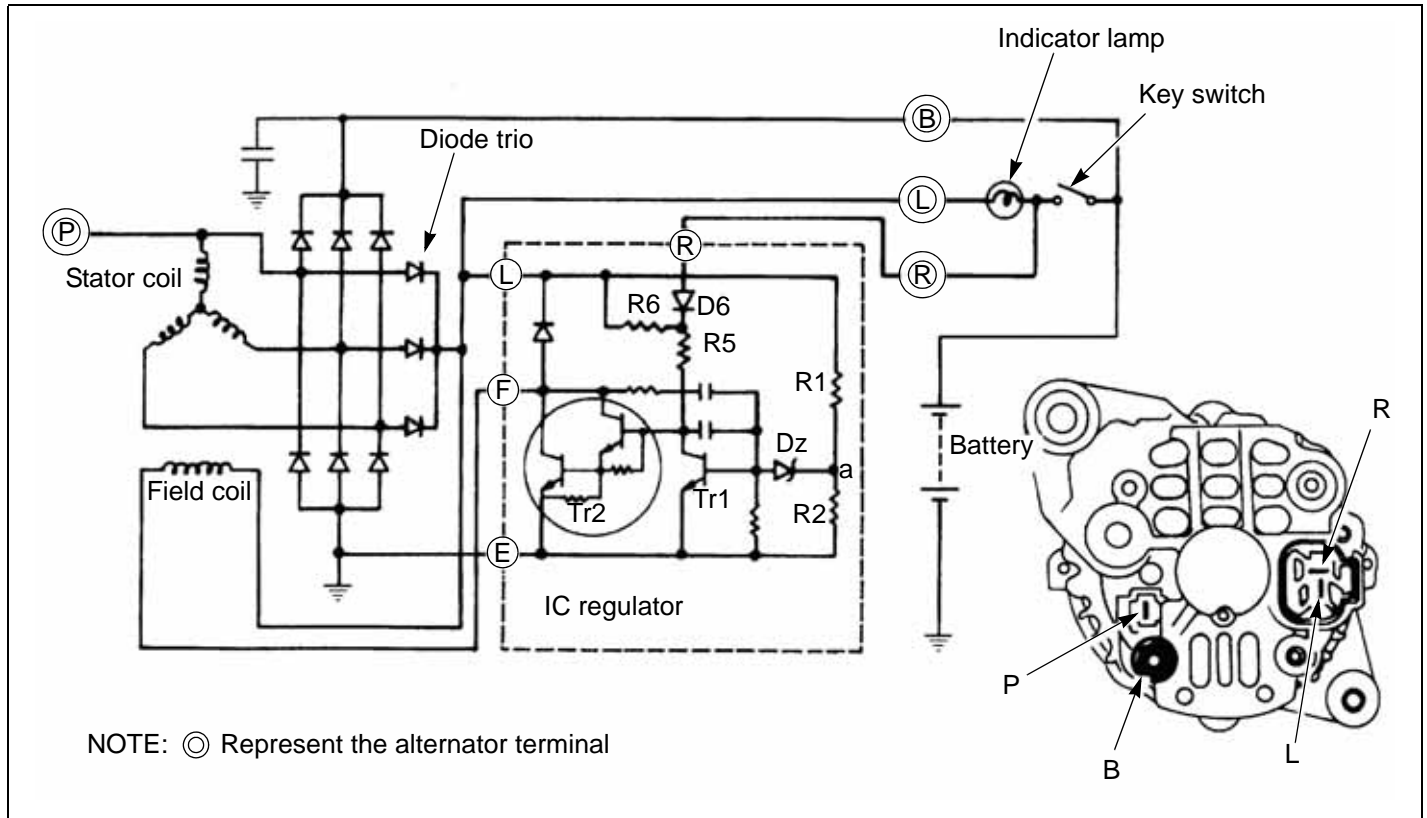 Indicator lamp
Key switch
B
Diode trio
L
P
R
R
Stator coil
L
R6
D6
R5
R1
F
R
Dz
Battery
a
Field coil
Tr2
Tr1
R2
E
IC regulator
P
L
B
NOTE: ◎ Represent the alternator terminal